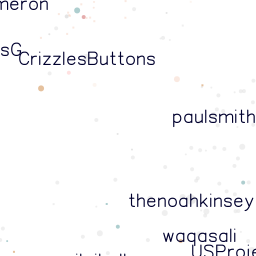 meron
sG
CrizzlesButtons
paulsmith
thenoahkinsey
waqasali
USProje